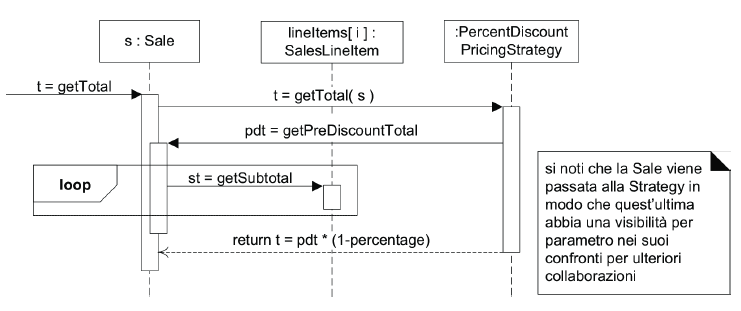 s : Sale
lineItems[ i ] :
SalesLineItem
:PercentDiscount
PricingStrategy
t = getTotal
t = getTotal( s )
pdt = getPreDiscountTotal
loop
st = getSubtotal
return t = pdt * (1-percentage)
si noti che la Sale viene
passata alla Strategy in
modo che quest'ultima
abbia una visibilità per
parametro nei suoi
confronti per ulteriori
collaborazioni